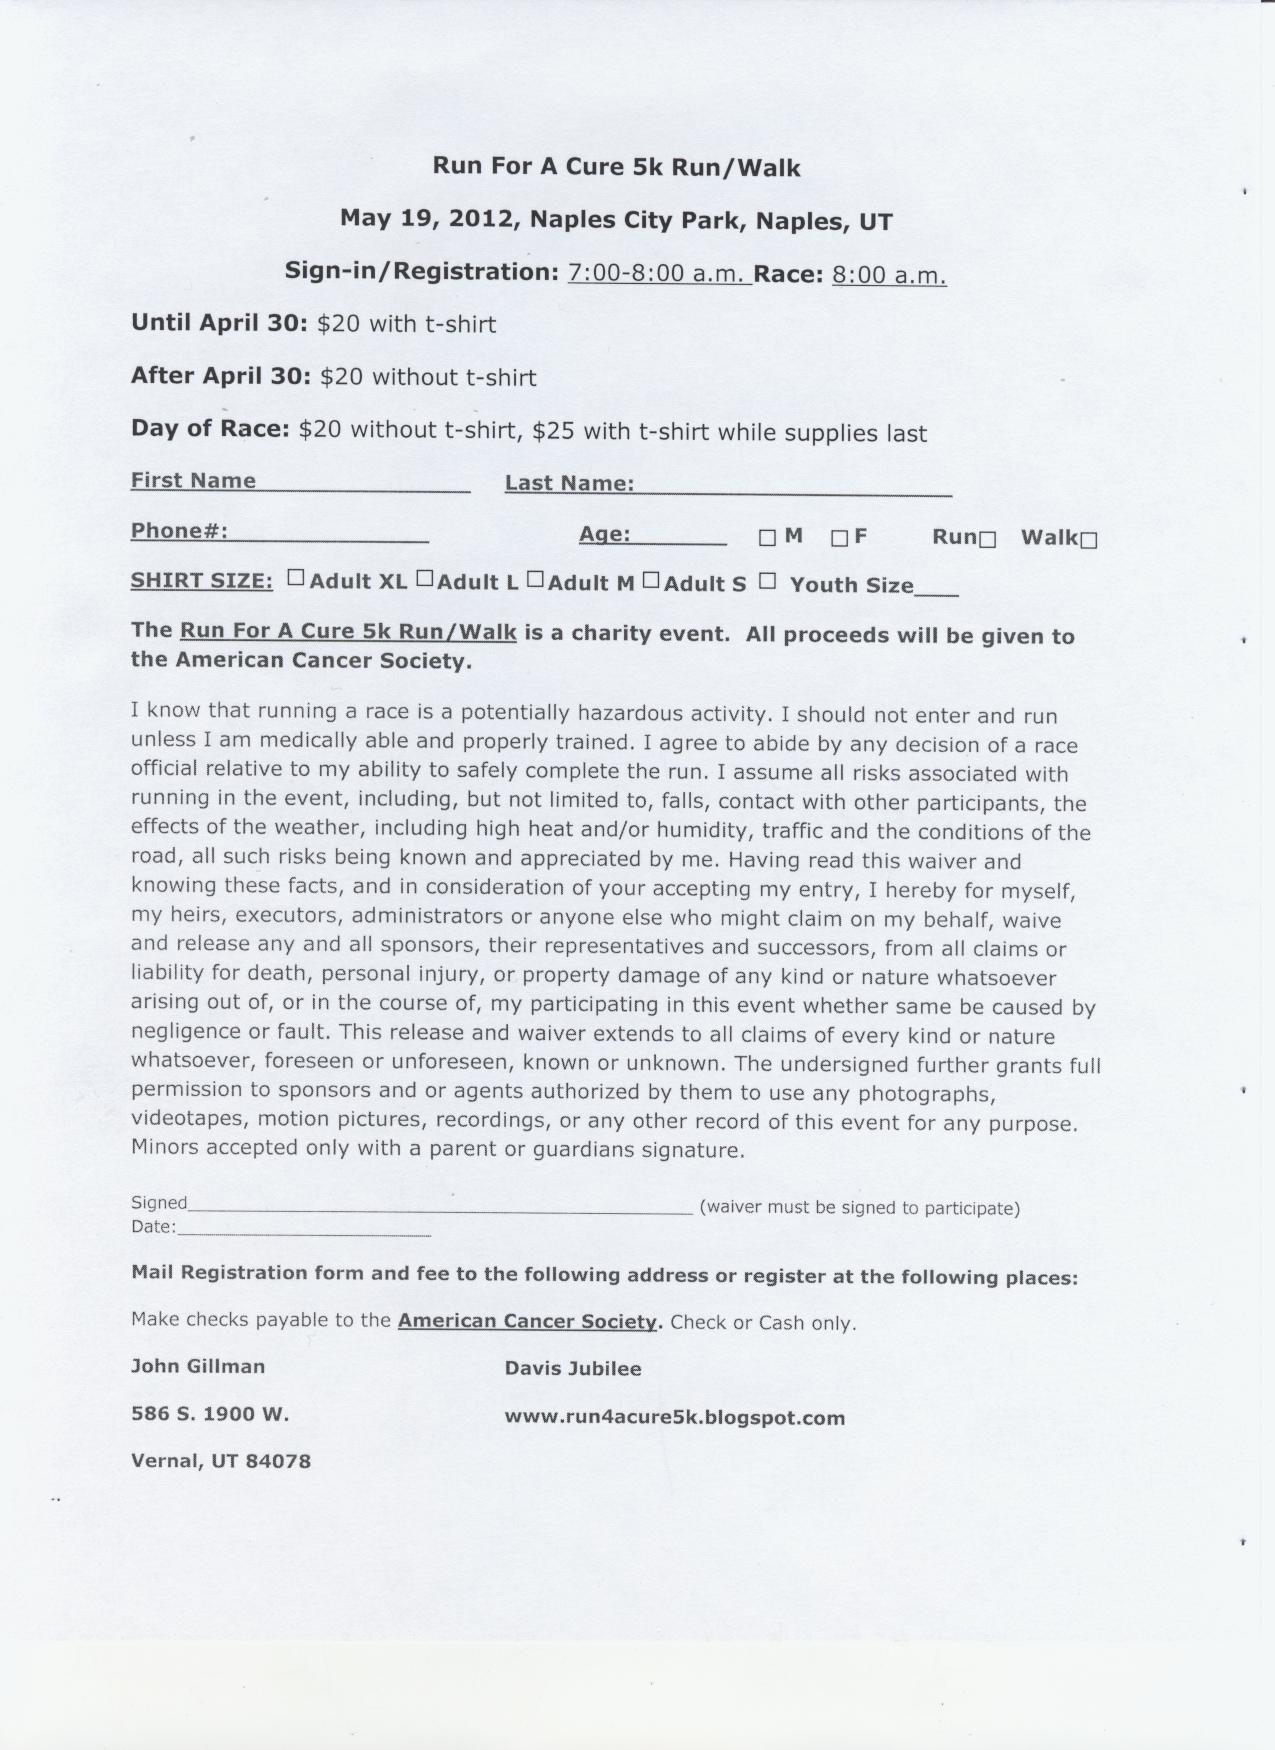 Run For A Cure 5k Run/Walk
May 19, 2012, Naples City Park, Naples, UT
Sign-in/Registration: 7:00-8:00 a.m. Race: 8:00 a.m.
Until April 30: $20 with t-shirt
After April 30: $20 without t-shirt
Day of Race: $20 without t-shirt, $25 with t-shirt while supplies last
First Name____________________ Last Name:______________________________
Phone#:___________________ Age:_________ ☐ M ☐ F Run☐ Walk☐
SHIRT SIZE: ☐ Adult XL ☐ Adult L ☐ Adult M ☐ Adult S ☐ Youth Size____
The Run For A Cure 5k Run/Walk is a charity event. All proceeds will be given to
the American Cancer Society.
I know that running a race is a potentially hazardous activity. I should not enter and run
unless I am medically able and properly trained. I agree to abide by any decision of a race
official relative to my ability to safely complete the run. I assume all risks associated with
running in the event, including, but not limited to, falls, contact with other participants, the
effects of the weather, including high heat and/or humidity, traffic and the conditions of the
road, all such risks being known and appreciated by me. Having read this waiver and
knowing these facts, and in consideration of your accepting my entry, I hereby for myself,
my heirs, executors, administrators or anyone else who might claim on my behalf, waive
and release any and all sponsors, their representatives and successors, from all claims or
liability for death, personal injury, or property damage of any kind or nature whatsoever
arising out of, or in the course of, my participating in this event whether same be caused by
negligence or fault. This release and waiver extends to all claims of every kind or nature
whatsoever, foreseen or unforeseen, known or unknown. The undersigned further grants full
permission to sponsors and or agents authorized by them to use any photographs,
videotapes, motion pictures, recordings, or any other record of this event for any purpose.
Minors accepted only with a parent or guardians signature.
Signed______________________________________________ (waiver must be signed to participate)
Date:_______________________
Mail Registration form and fee to the following address or register at the following places:
Make checks payable to the American Cancer Society. Check or Cash only.
John Gillman Davis Jubilee
586 S. 1900 W. www.run4acure5k.blogspot.com
Vernal, UT 84078